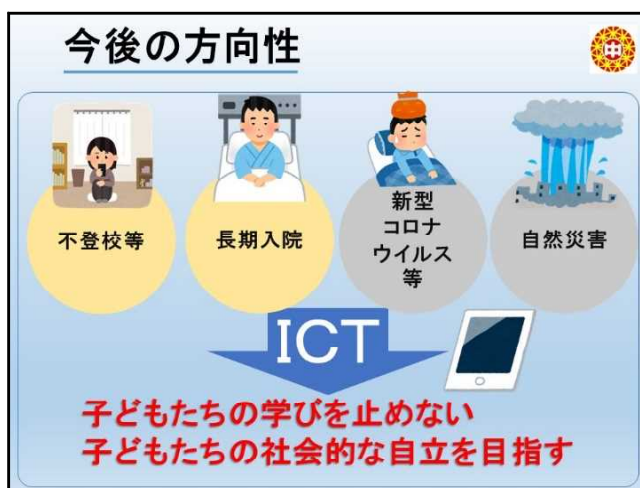 今後の方向性
中
不登校等
長期入院
新型
コロナ
ウイルス
等
自然災害
ICT
子どもたちの学びを止めない
子どもたちの社会的な自立を目指す